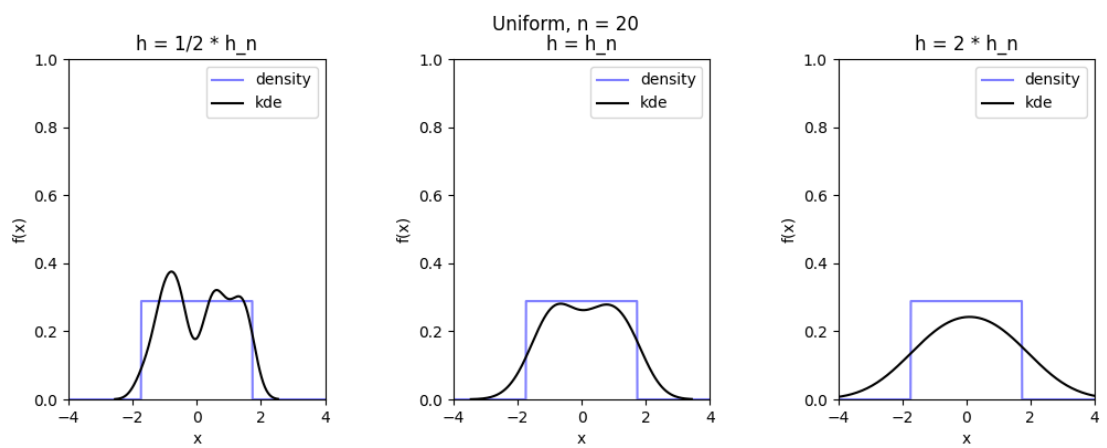 Uniform, n = 20
h = 1/2 * h_n
h = h_n
h = 2 * h_n
density
kde
density
kde
density
kde
f(x)
1.0
0.8
0.6
0.4
0.2
0.0
−4
−2
0
2
4
x
f(x)
1.0
0.8
0.6
0.4
0.2
0.0
−4
−2
0
2
4
x
f(x)
1.0
0.8
0.6
0.4
0.2
0.0
−4
−2
0
2
4
x